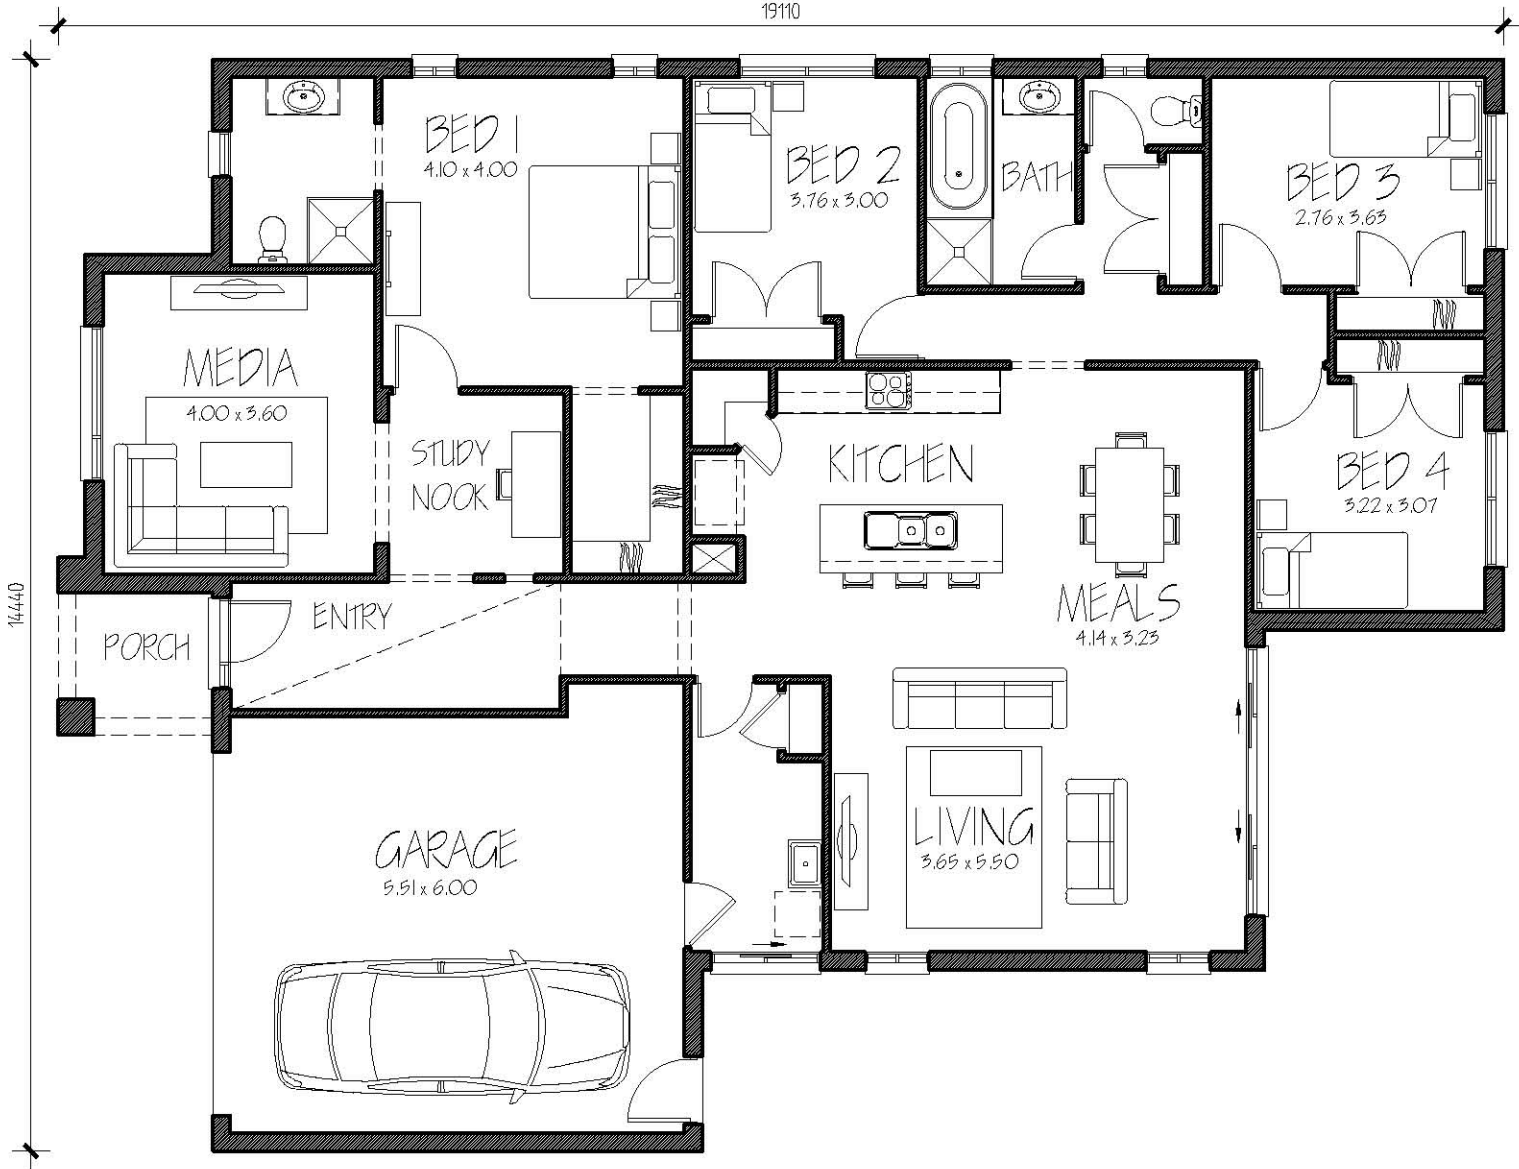 19110
14440
BED 1
4.10 x 4.00
BED 2
3.76 x 3.00
BATH
BED 3
2.76 x 3.63
MEDIA
4.00 x 3.60
STUDY
NOOK
KITCHEN
BED 4
3.22 x 3.07
ENTRY
PORCH
MEALS
4.14 x 3.23
GARAGE
5.51 x 6.00
LIVING
3.65 x 5.50